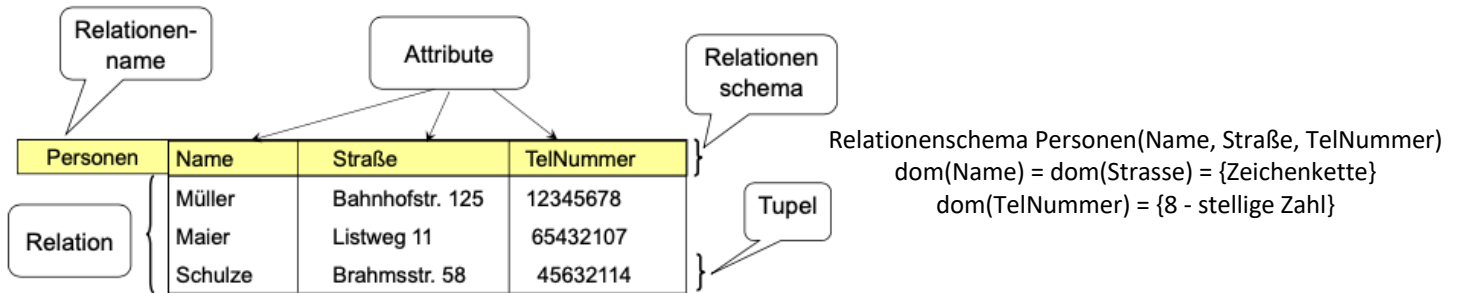 Relationen-
name
Attribute
Relationen
schema
Personen Name Straße TelNummer
Müller Bahnhofstr. 125 12345678
Maier Listweg 11 65432107
Schulze Brahmsstr. 58 45632114
Relation
Tupel
Relationenschema Personen(Name, Straße, TelNummer)
dom(Name) = dom(Strasse) = {Zeichenkette}
dom(TelNummer) = {8 - stellige Zahl}